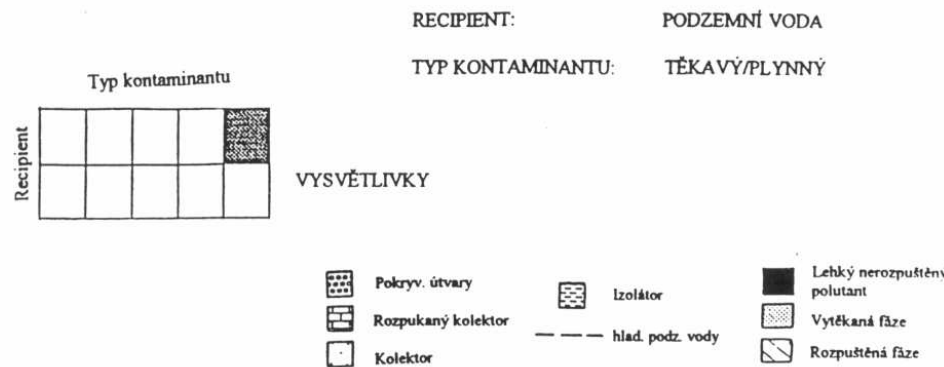 RECIPIENT: PODZEMNÍ VODA
TYP KONTAMINANTU: TĚKAVÝ/PLYNNÝ
Typ kontaminantu
Recipient
VYSVĚTLIVKY
Pokryv. útvary
Rozpukaný kolektor
Kolektor
Izolátor
hlad. podz. vody
Lehký nerozpuštěný
polutant
Vytěkaná fáze
Rozpuštěná fáze